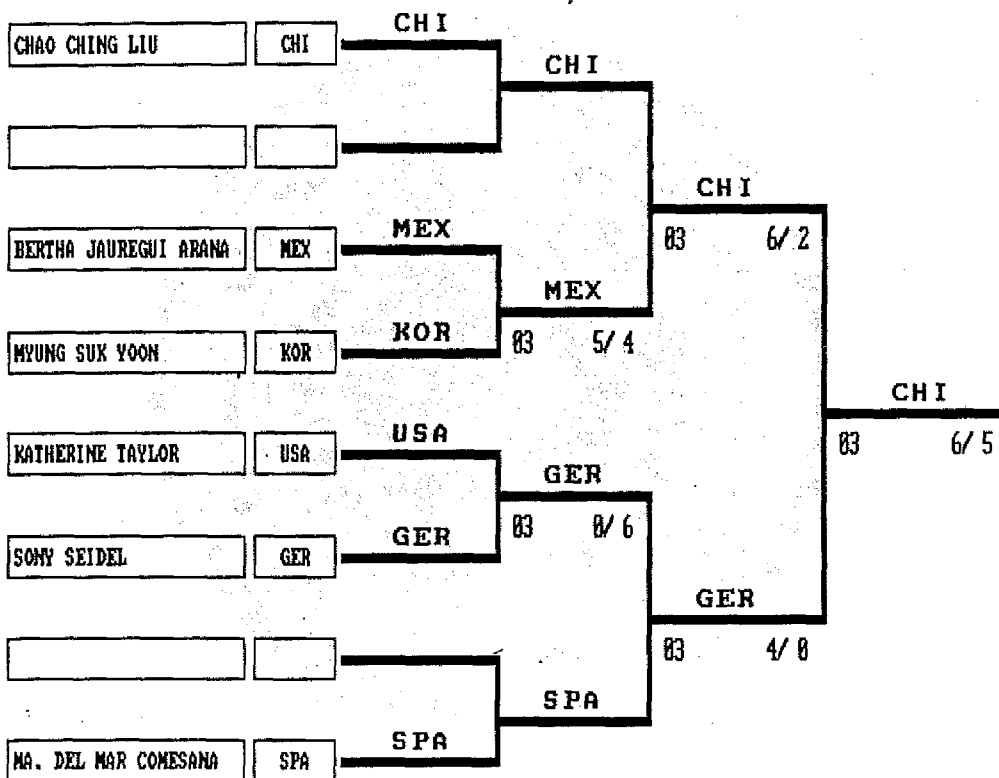 CHI
CHAO CHING LIU CHI
CHI
CHI
03 6/2
MEX
BERTHA JAUREGUI ARANA MEX
MEX
KOR
03 5/4
MYUNG SUK YOON KOR
CHI
03 6/5
USA
KATHERINE TAYLOR USA
GER
GER
03 0/6
SONY SEIDEL GER
GER
03 4/0
SPA
SPA
MA. DEL MAR COMESANA SPA